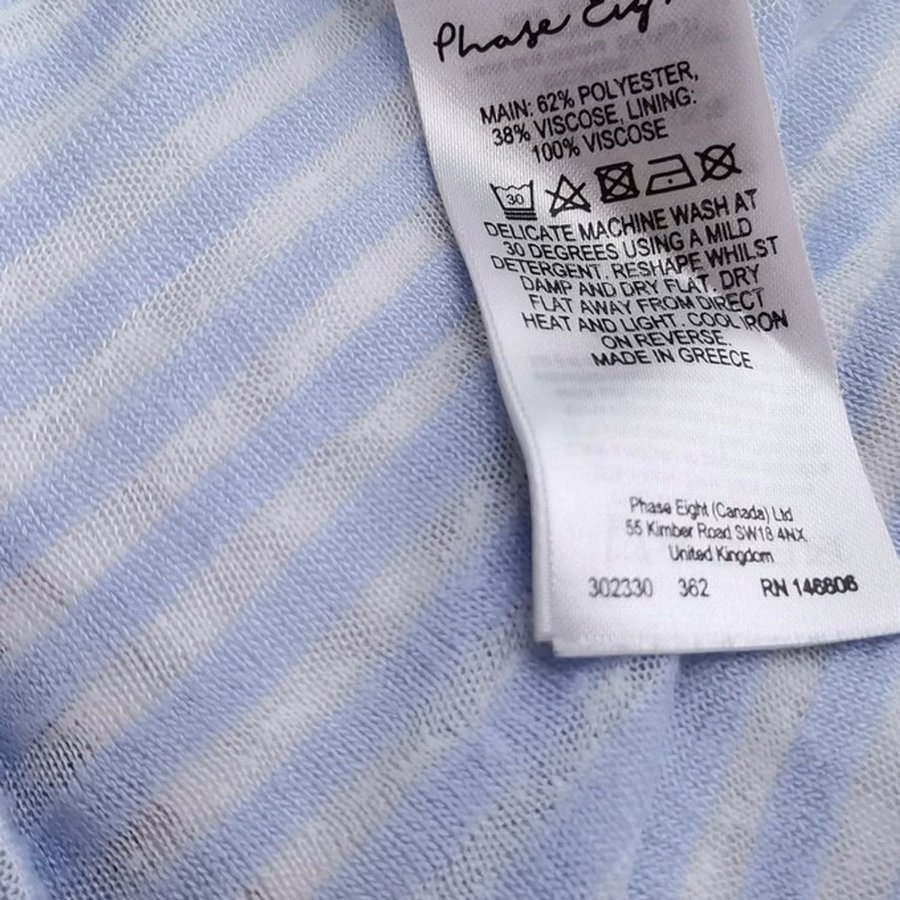 Phase Eight
MAIN: 62% POLYESTER,
38% VISCOSE, LINING:
100% VISCOSE
30
DELICATE MACHINE WASH AT
30 DEGREES USING A MILD
DETERGENT. RESHAPE WHILST
DAMP AND DRY FLAT. DRY
FLAT AWAY FROM DIRECT
HEAT AND LIGHT. COOL IRON
ON REVERSE.
MADE IN GREECE
Phase Eight (Canada) Ltd
55 Kimber Road SW18 4NX
United Kingdom
302330 362 RN 146606